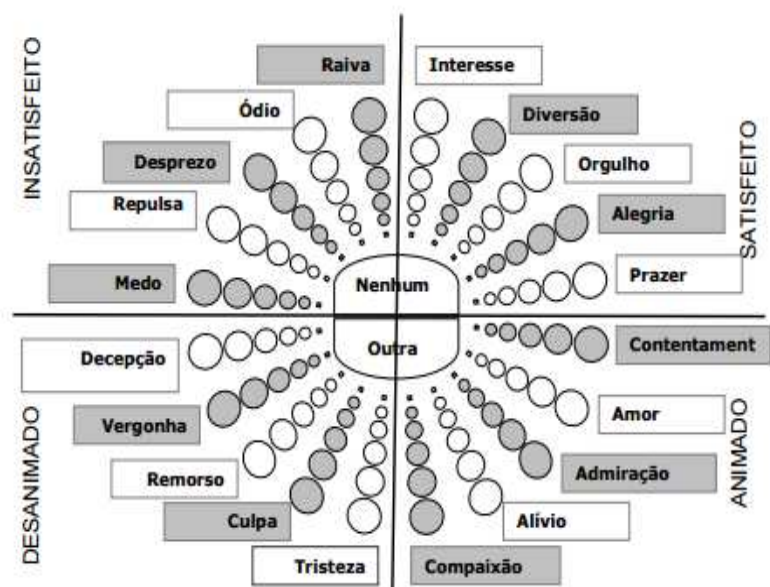 INSATISFEITO
Raiva
Interesse
Ódio
Diversão
Desprezo
Orgulho
Repulsa
Alegria
SATISFEITO
Medo
Nenhum
Prazer
Decepção
Outra
Contentament
Vergonha
Amor
DESANIMADO
Remorso
Admiração
ANIMADO
Culpa
Alívio
Tristeza
Compaixão